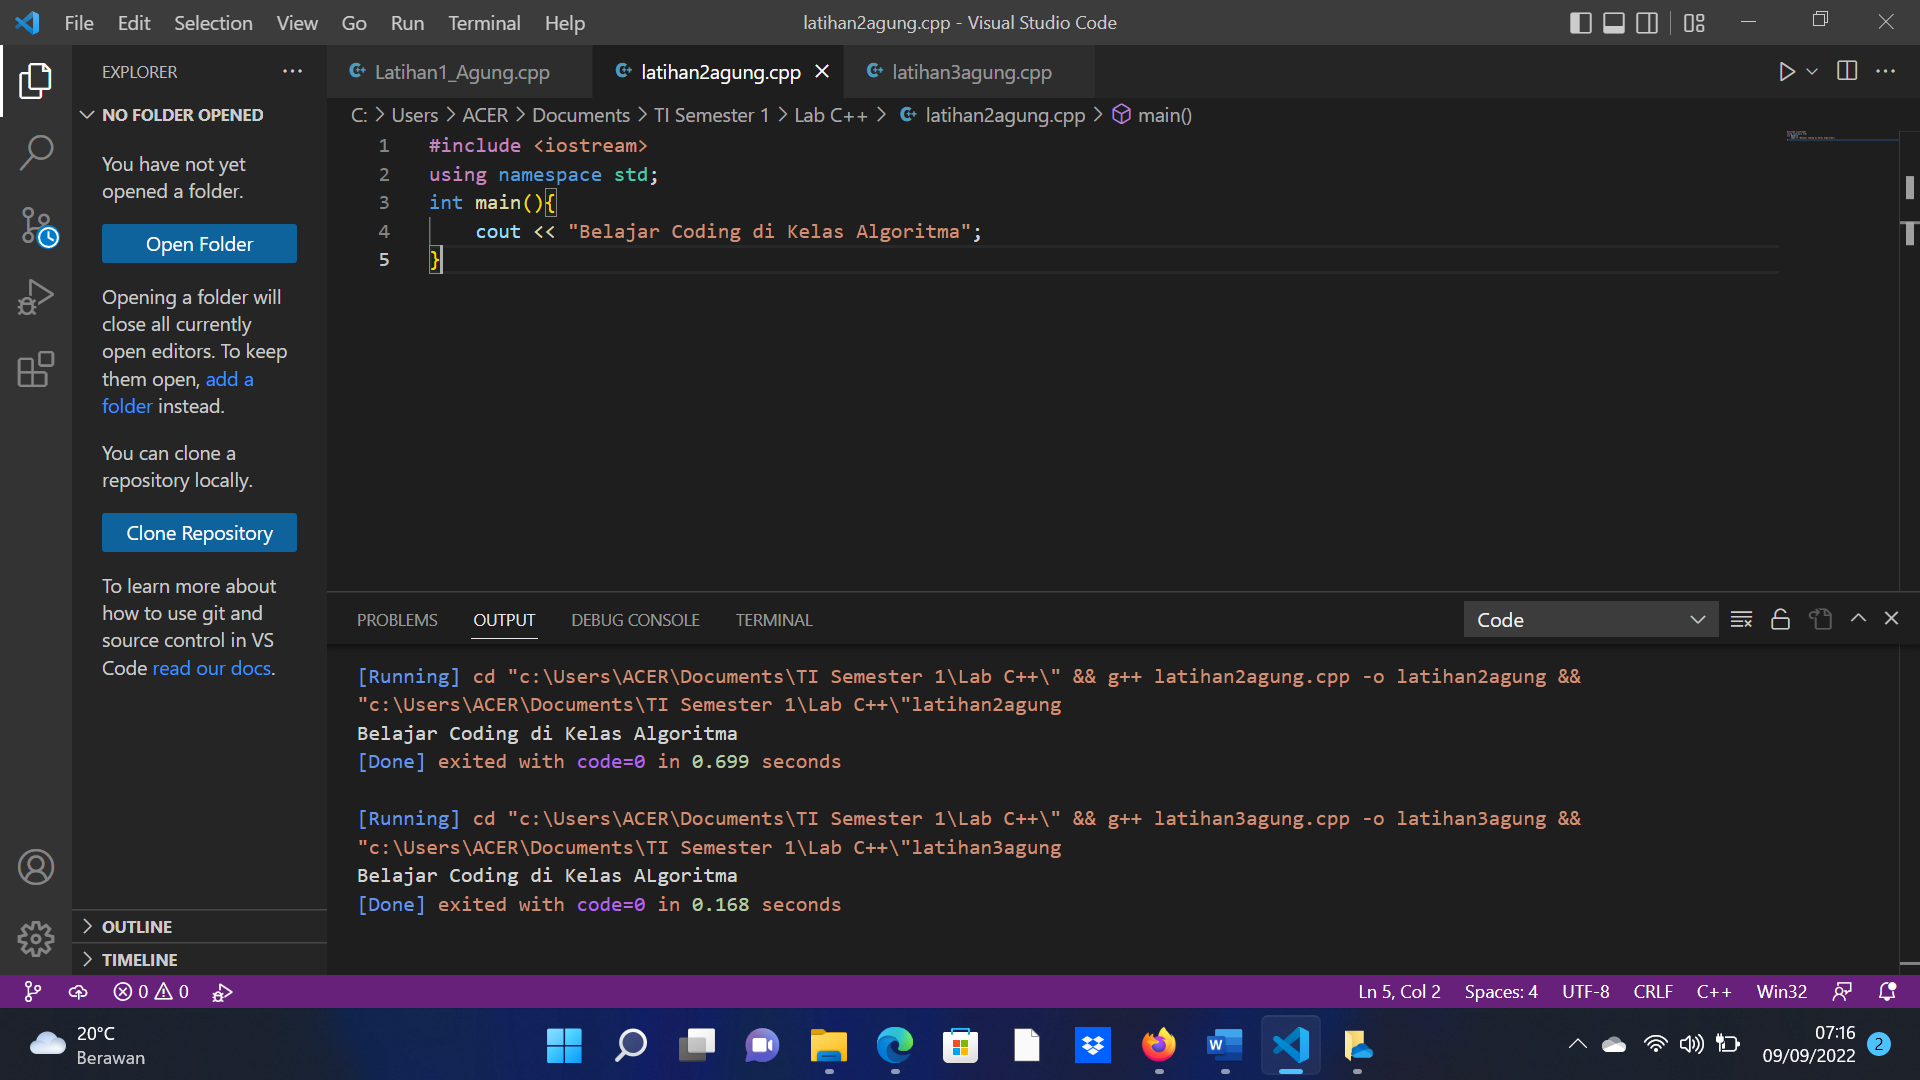 File Edit Selection View Go Run Terminal Help
latihan2agung.cpp - Visual Studio Code
EXPLORER
NO FOLDER OPENED
You have not yet
opened a folder.
Open Folder
Opening a folder will
close all currently
open editors. To keep
them open, add a
folder instead.
You can clone a
repository locally.
Clone Repository
To learn more about
how to use git and
source control in VS
Code read our docs.
OUTLINE
TIMELINE
Latihan1_Agung.cpp
latihan2agung.cpp
latihan3agung.cpp
C: > Users > ACER > Documents > TI Semester 1 > Lab C++ > latihan2agung.cpp > main()
1 #include <iostream>
2 using namespace std;
3 int main(){
4 cout << "Belajar Coding di Kelas Algoritma";
5 }
PROBLEMS OUTPUT DEBUG CONSOLE TERMINAL
Code
[Running] cd "c:\Users\ACER\Documents\TI Semester 1\Lab C++\" && g++ latihan2agung.cpp -o latihan2agung &&
"c:\Users\ACER\Documents\TI Semester 1\Lab C++\"latihan2agung
Belajar Coding di Kelas Algoritma
[Done] exited with code=0 in 0.699 seconds
[Running] cd "c:\Users\ACER\Documents\TI Semester 1\Lab C++\" && g++ latihan3agung.cpp -o latihan3agung &&
"c:\Users\ACER\Documents\TI Semester 1\Lab C++\"latihan3agung
Belajar Coding di Kelas ALgoritma
[Done] exited with code=0 in 0.168 seconds
0 0
Ln 5, Col 2 Spaces: 4 UTF-8 CRLF C++ Win32
20°C
Berawan
W
07:16
09/09/2022
2